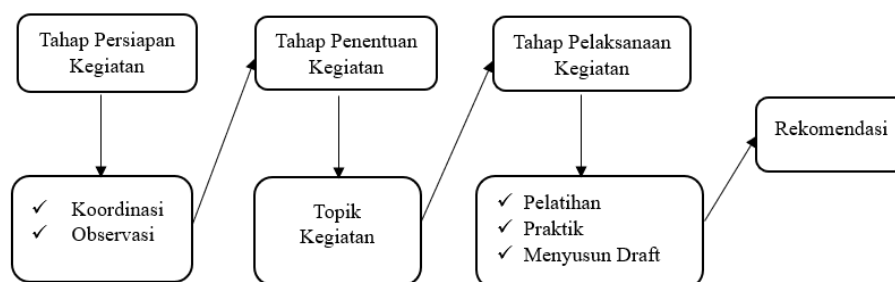 Tahap Persiapan
Kegiatan
✓ Koordinasi
✓ Observasi
Tahap Penentuan
Kegiatan
Topik
Kegiatan
Tahap Pelaksanaan
Kegiatan
✓ Pelatihan
✓ Praktik
✓ Menyusun Draft
Rekomendasi